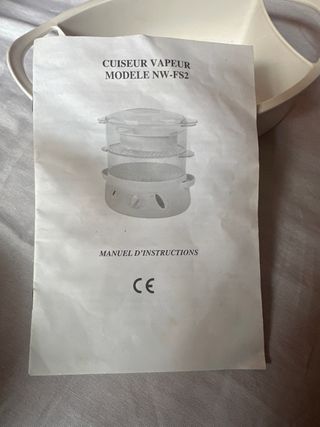 CUISEUR VAPEUR
MODELE NW-FS2
MANUEL D'INSTRUCTIONS
CE